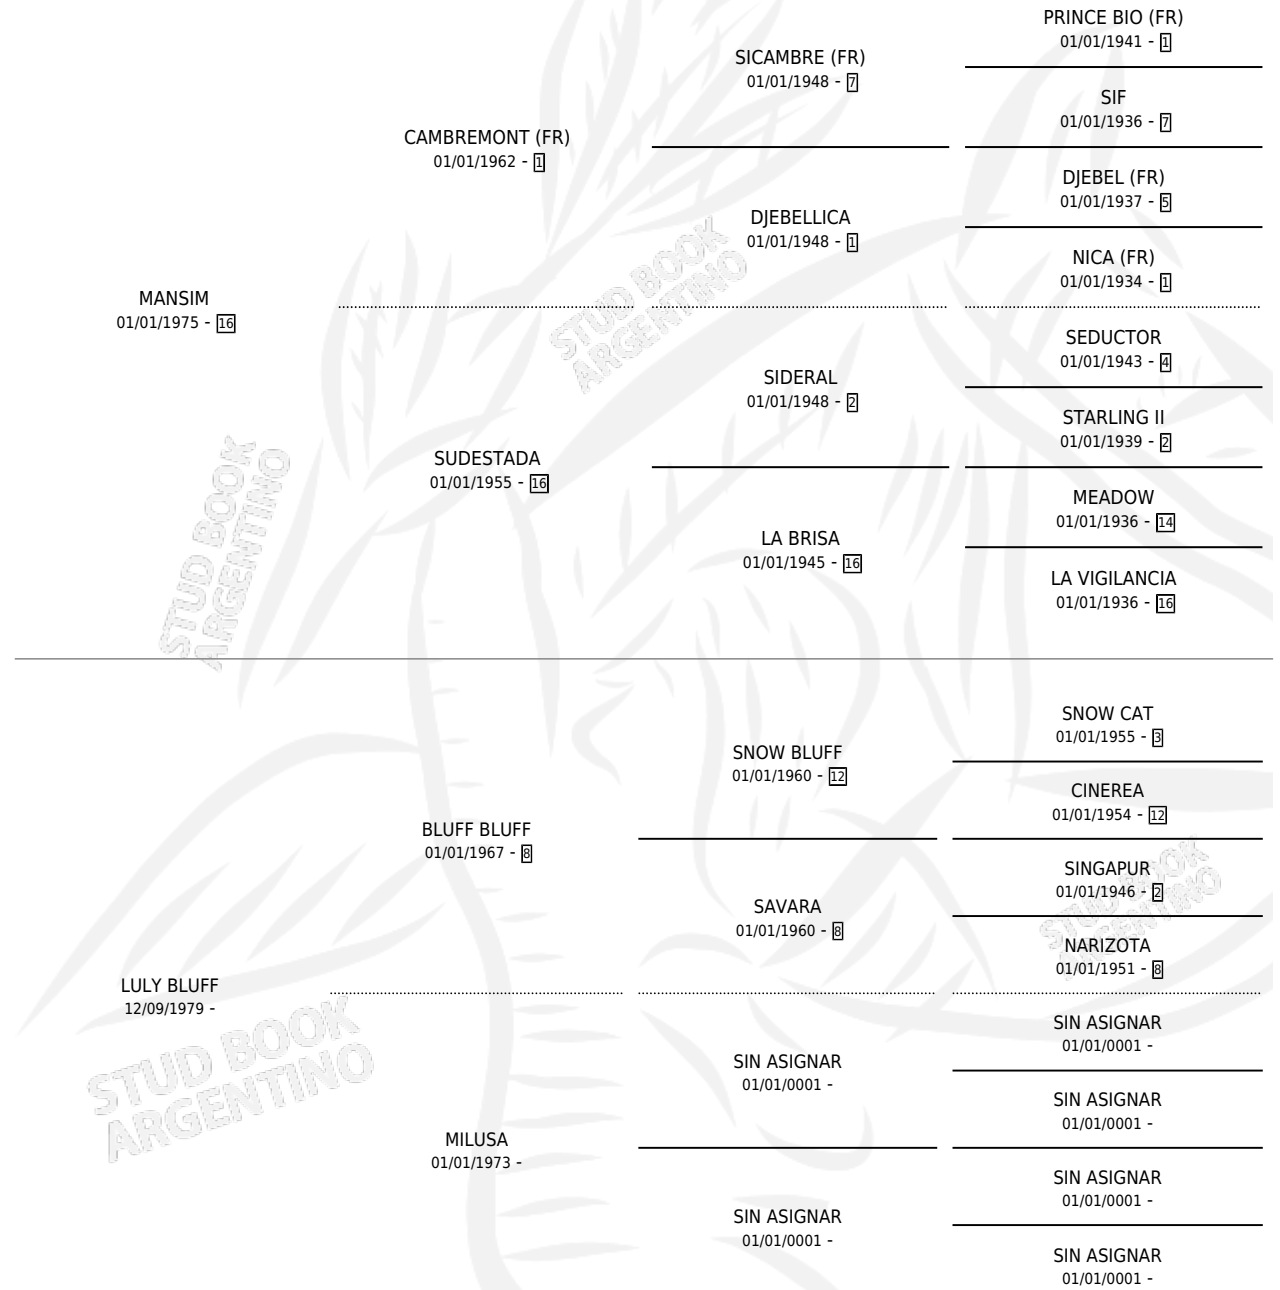 PRINCE BIO (FR)
01/01/1941 - 1
SICAMBRE (FR)
01/01/1948 - 7
SIF
01/01/1936 - 7
CAMBREMONT (FR)
01/01/1962 - 1
DJEBEL (FR)
01/01/1937 - 5
DJEBELLICA
01/01/1948 - 1
NICA (FR)
01/01/1934 - 1
MANSIM
01/01/1975 - 16
SEDUCTOR
01/01/1943 - 4
SIDERAL
01/01/1948 - 2
STARLING II
01/01/1939 - 2
SUDESTADA
01/01/1955 - 16
MEADOW
01/01/1936 - 14
LA BRISA
01/01/1945 - 16
LA VIGILANCIA
01/01/1936 - 16
STUD BOOK
ARGENTINO
STUD BOOK
ARGENTINO
SNOW CAT
01/01/1955 - 3
SNOW BLUFF
01/01/1960 - 12
CINEREA
01/01/1954 - 12
BLUFF BLUFF
01/01/1967 - 8
SINGAPUR
01/01/1946 - 2
SAVARA
01/01/1960 - 8
NARIZOTA
01/01/1951 - 8
LULY BLUFF
12/09/1979 -
SIN ASIGNAR
01/01/0001 -
SIN ASIGNAR
01/01/0001 -
SIN ASIGNAR
01/01/0001 -
MILUSA
01/01/1973 -
SIN ASIGNAR
01/01/0001 -
SIN ASIGNAR
01/01/0001 -
SIN ASIGNAR
01/01/0001 -
STUD BOOK
ARGENTINO
STUD BOOK
ARGENTINO